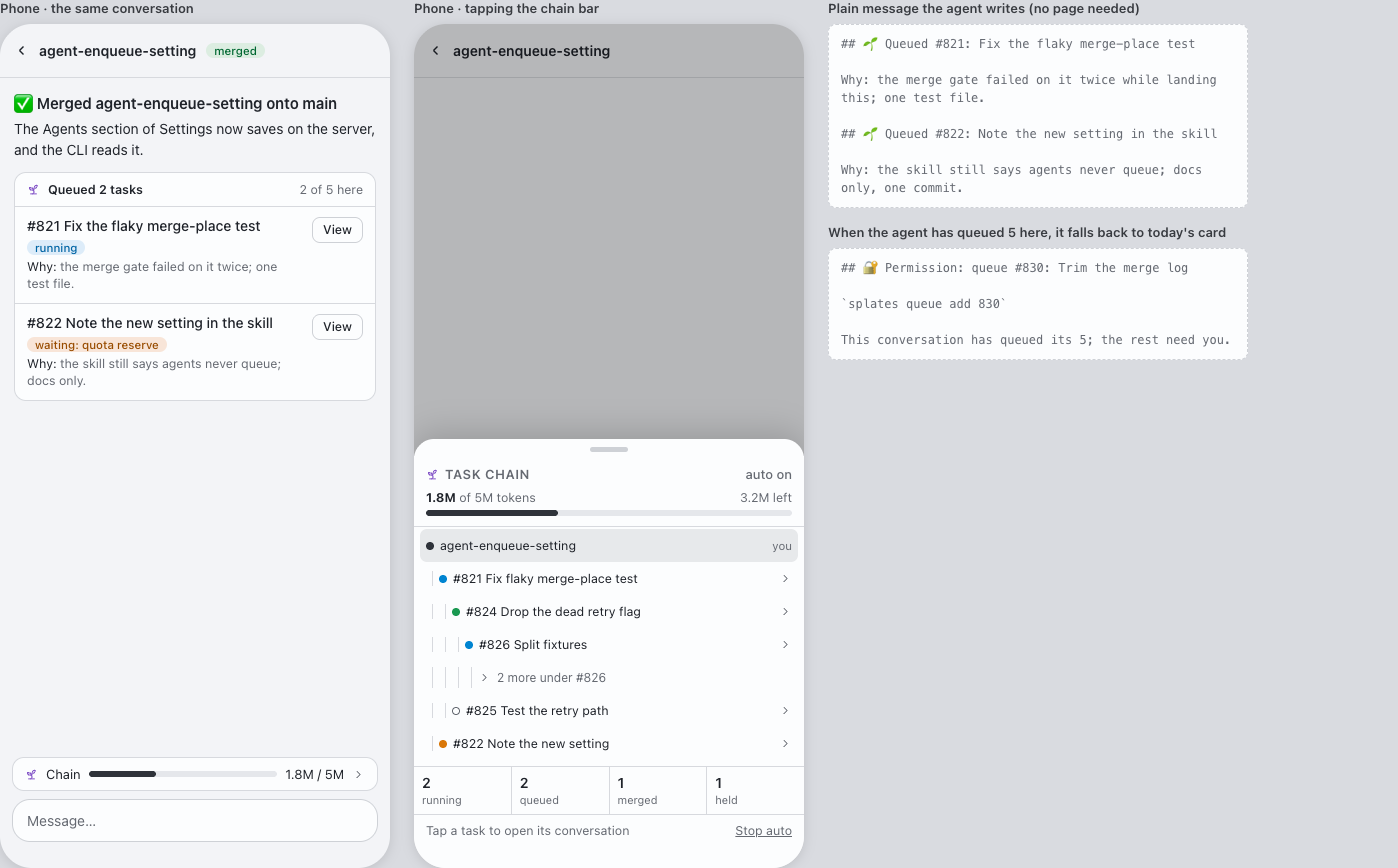 Phone · the same conversation
agent-enqueue-setting merged
✅ Merged agent-enqueue-setting onto main
The Agents section of Settings now saves on the server,
and the CLI reads it.
Queued 2 tasks 2 of 5 here
#821 Fix the flaky merge-place test View
running
Why: the merge gate failed on it twice; one
test file.
#822 Note the new setting in the skill View
waiting: quota reserve
Why: the skill still says agents never queue;
docs only.
Chain 1.8M / 5M
Message…
Phone · tapping the chain bar
agent-enqueue-setting
TASK CHAIN auto on
1.8M of 5M tokens 3.2M left
agent-enqueue-setting you
#821 Fix flaky merge-place test
#824 Drop the dead retry flag
#826 Split fixtures
2 more under #826
#825 Test the retry path
#822 Note the new setting
2 2 1 1
running queued merged held
Tap a task to open its conversation Stop auto
Plain message the agent writes (no page needed)
## 🌱 Queued #821: Fix the flaky merge-place test
Why: the merge gate failed on it twice while landing
this; one test file.
## 🌱 Queued #822: Note the new setting in the skill
Why: the skill still says agents never queue; docs
only, one commit.
When the agent has queued 5 here, it falls back to today's card
## 🔐 Permission: queue #830: Trim the merge log
`splates queue add 830`
This conversation has queued its 5; the rest need you.